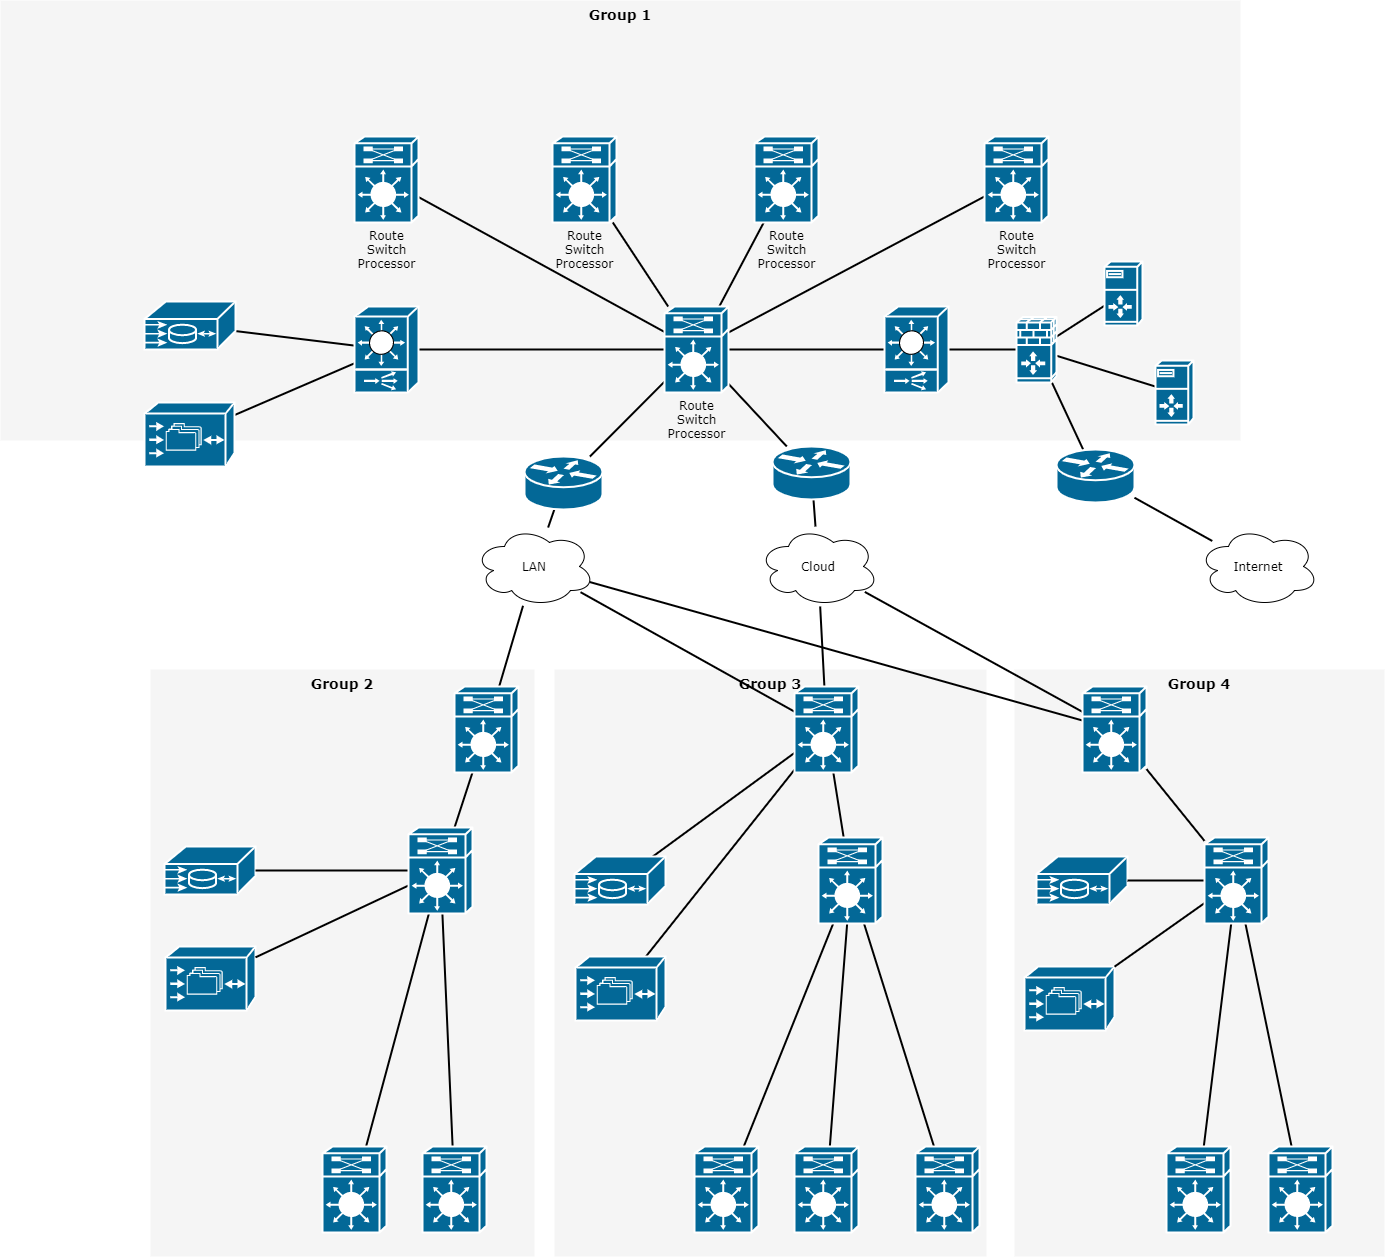 Group 1
Route
Switch
Processor
Route
Switch
Processor
Route
Switch
Processor
Route
Switch
Processor
Route
Switch
Processor
LAN
Cloud
Internet
Group 2
Group 3
Group 4